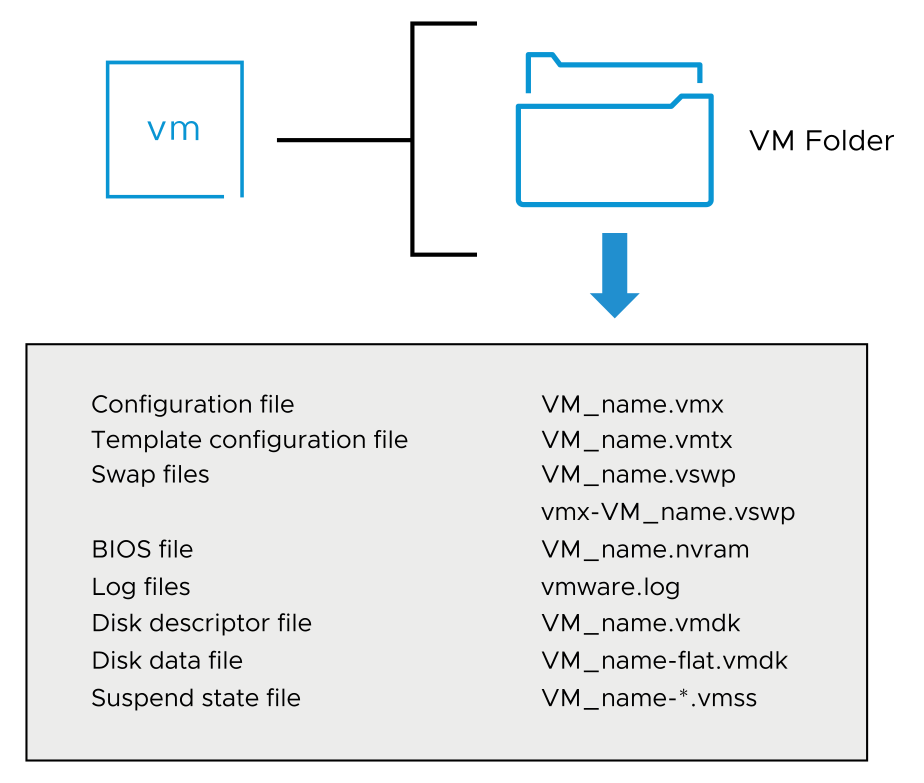 vm
VM Folder
Configuration file VM_name.vmx
Template configuration file VM_name.vmtx
Swap files VM_name.vswp
vmx-VM_name.vswp
BIOS file VM_name.nvram
Log files vmware.log
Disk descriptor file VM_name.vmdk
Disk data file VM_name-flat.vmdk
Suspend state file VM_name-*.vmss